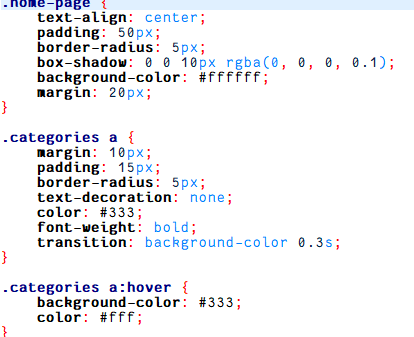 .home-page {
    text-align: center;
    padding: 50px;
    border-radius: 5px;
    box-shadow: 0 0 10px rgba(0, 0, 0, 0.1);
    background-color: #ffffff;
    margin: 20px;
}

.categories a {
    margin: 10px;
    padding: 15px;
    border-radius: 5px;
    text-decoration: none;
    color: #333;
    font-weight: bold;
    transition: background-color 0.3s;
}

.categories a:hover {
    background-color: #333;
    color: #fff;
}